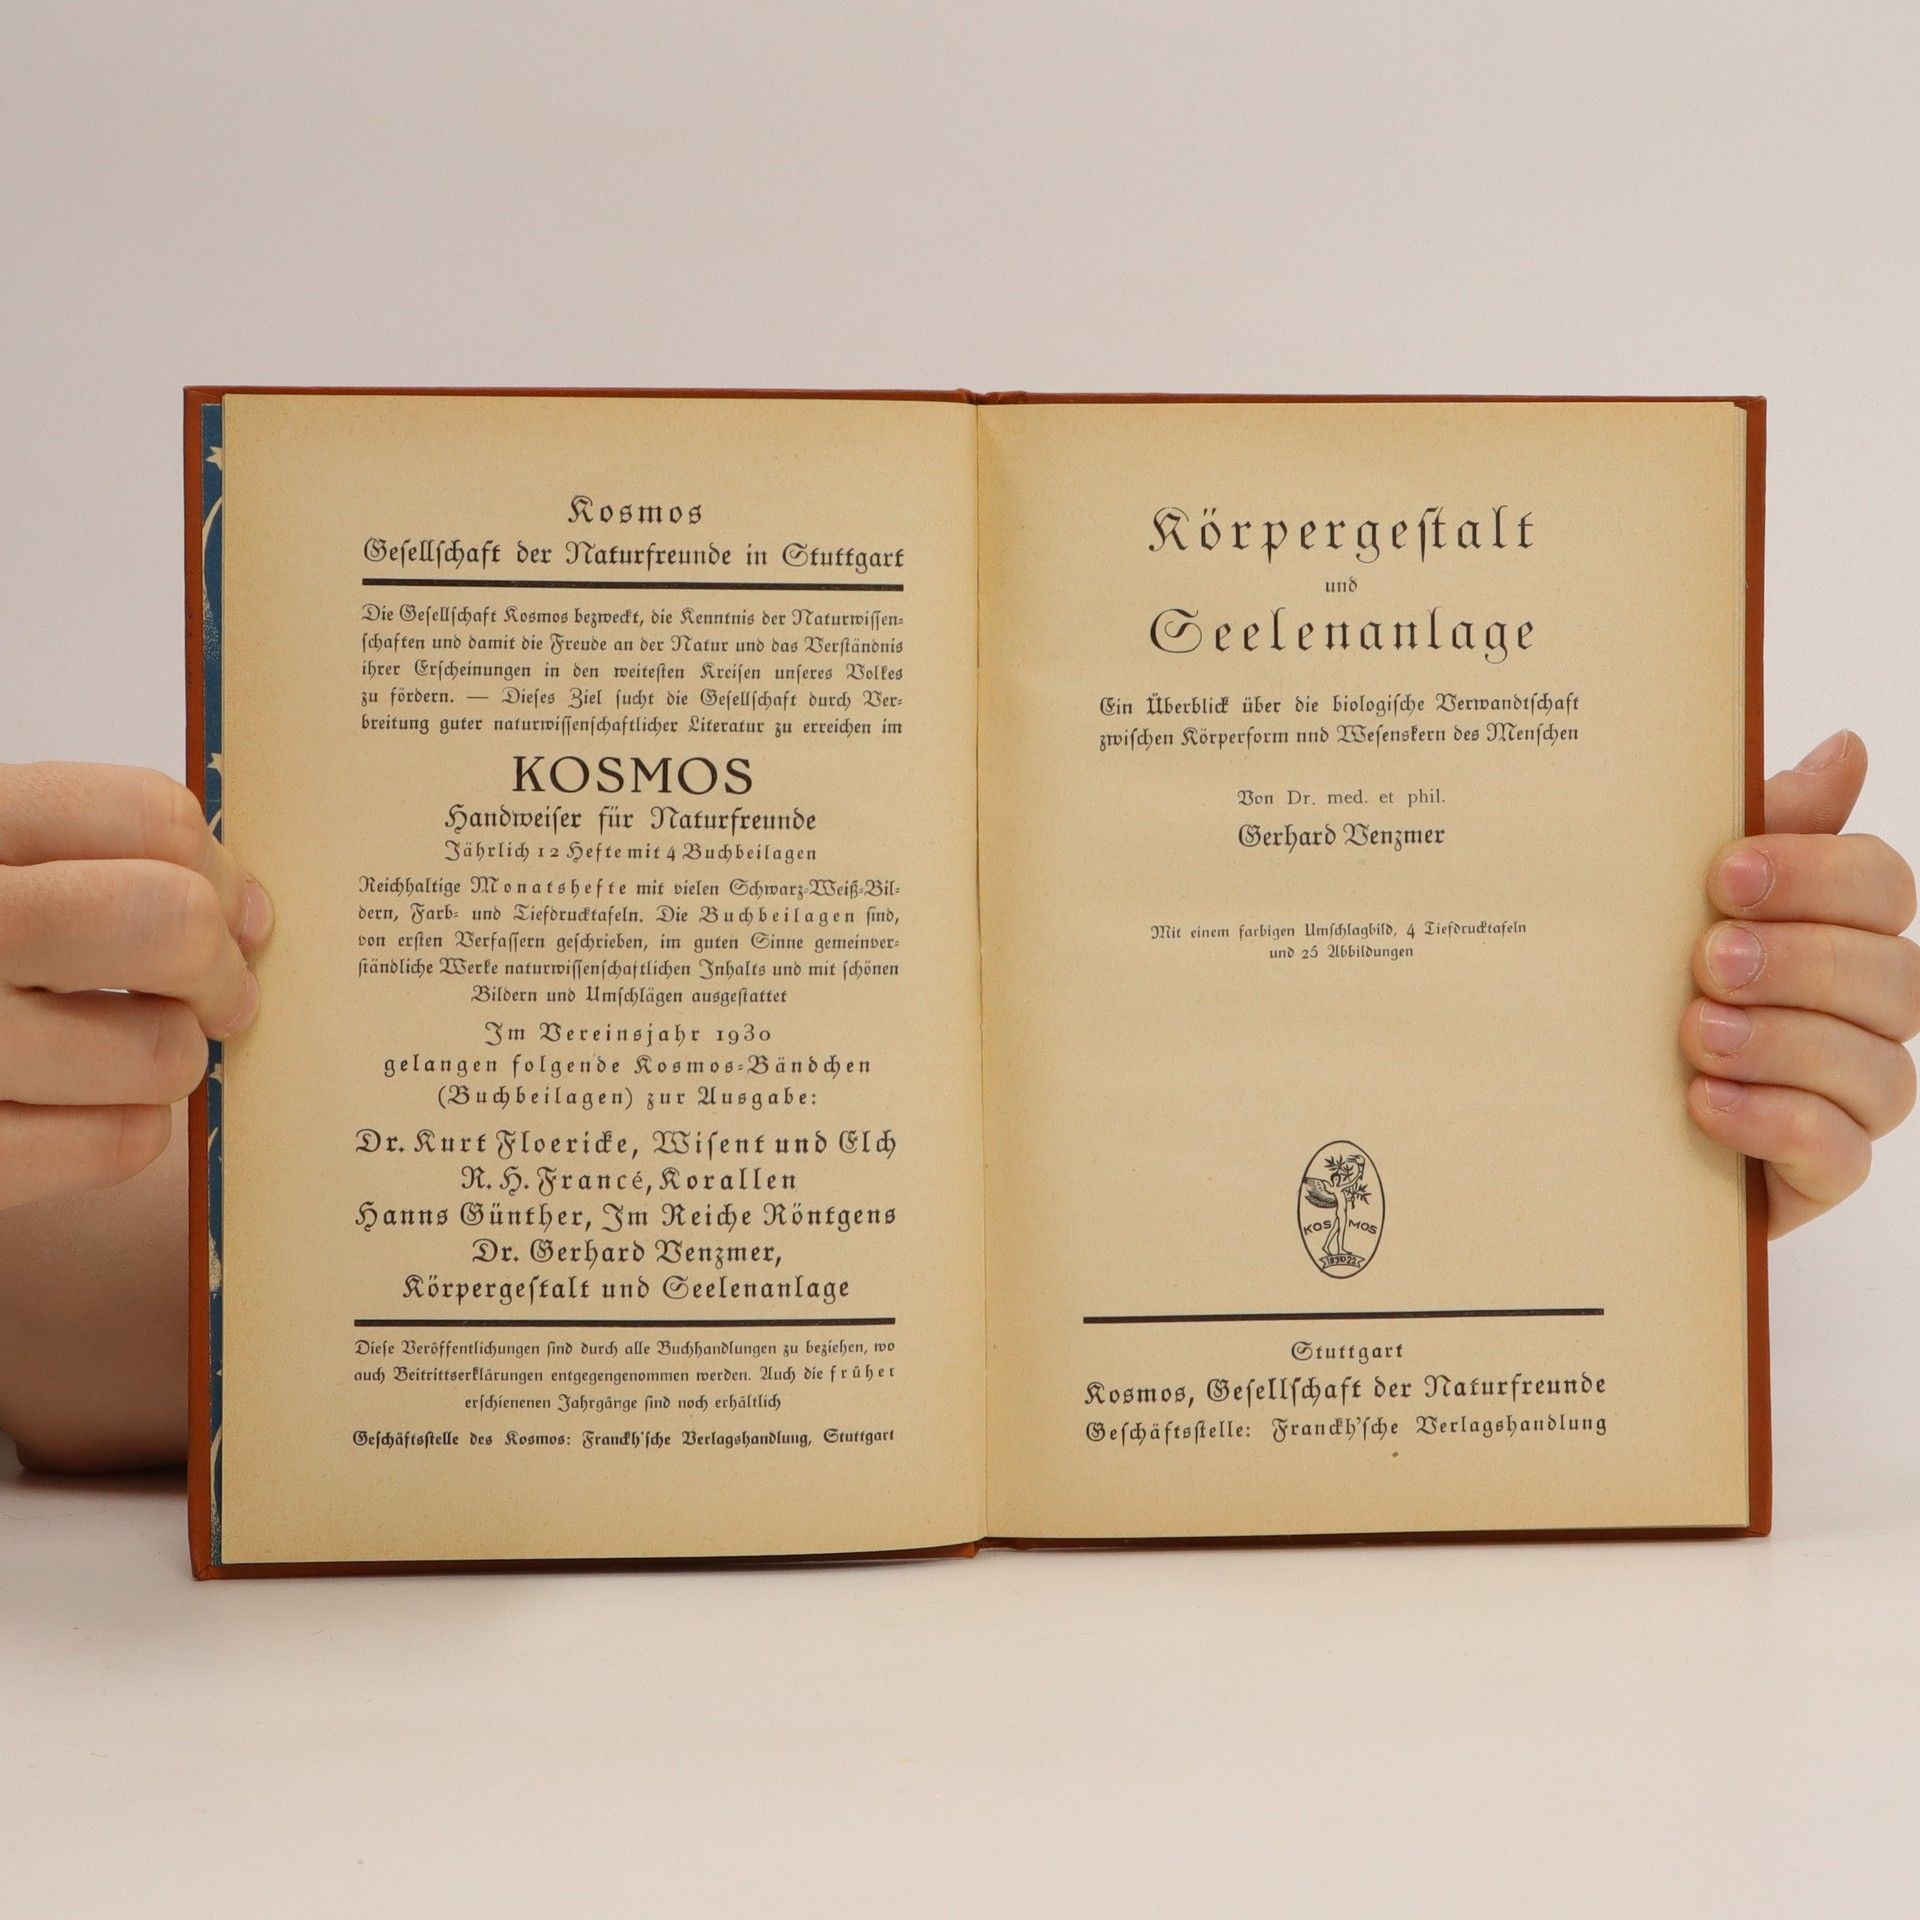 Kosmos
Gesellschaft der Naturfreunde in Stuttgart
Die Gesellschaft Kosmos bezweckt, die Kenntnis der Naturwissen-
schaften und damit die Freude an der Natur und das Verständnis
ihrer Erscheinungen in den weitesten Kreisen unseres Volkes
zu fördern. — Dieses Ziel sucht die Gesellschaft durch Ver-
breitung guter naturwissenschaftlicher Literatur zu erreichen im
KOSMOS
Handweiser für Naturfreunde
Jährlich 12 Hefte mit 4 Buchbeilagen
Reichhaltige Monatshefte mit vielen Schwarz-Weiß-Bil-
dern, Farb- und Tiefdrucktafeln. Die Buchbeilagen sind,
von ersten Verfassern geschrieben, im guten Sinne gemeinver-
ständliche Werke naturwissenschaftlichen Inhalts und mit schönen
Bildern und Umschlägen ausgestattet
Im Vereinsjahr 1930
gelangen folgende Kosmos-Bändchen
(Buchbeilagen) zur Ausgabe:
Dr. Kurt Floericke, Wisent und Elch
R. H. Francé, Korallen
Hanns Günther, Im Reiche Röntgens
Dr. Gerhard Venzmer,
Körpergestalt und Seelenanlage
Diese Veröffentlichungen sind durch alle Buchhandlungen zu beziehen, wo
auch Beitrittserklärungen entgegengenommen werden. Auch die früher
erschienenen Jahrgänge sind noch erhältlich
Geschäftsstelle des Kosmos: Franckh'sche Verlagshandlung, Stuttgart
Körpergestalt
und
Seelenanlage
Ein Überblick über die biologische Verwandtschaft
zwischen Körperform nnd Wesenskern des Menschen
Von Dr. med. et phil.
Gerhard Venzmer
Mit einem farbigen Umschlagbild, 4 Tiefdrucktafeln
und 25 Abbildungen
KOS MOS
Stuttgart
Kosmos, Gesellschaft der Naturfreunde
Geschäftsstelle: Franckh'sche Verlagshandlung